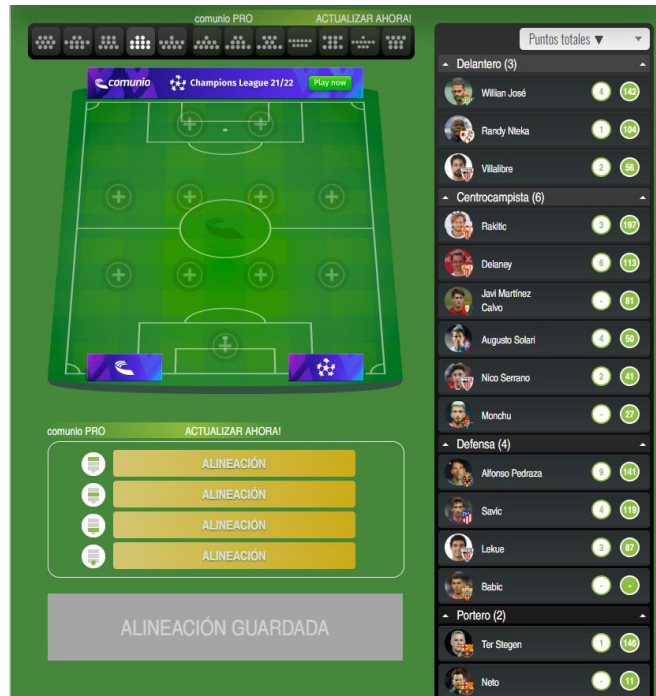 comunio PRO ACTUALIZAR AHORA!
comunio Champions League 21/22 Play now
comunio PRO ACTUALIZAR AHORA!
ALINEACIÓN
ALINEACIÓN
ALINEACIÓN
ALINEACIÓN
ALINEACIÓN GUARDADA
Puntos totales ▼
Delantero (3)
Willian José 4 142
Randy Nteka 1 104
Villalibre 2 56
Centrocampista (6)
Rakitic 3 197
Delaney 6 113
Javi Martínez
Calvo - 81
Augusto Solari 4 50
Nico Serrano 2 41
Monchu - 27
Defensa (4)
Alfonso Pedraza 9 141
Savic 4 119
Lekue 3 87
Babic - -
Portero (2)
Ter Stegen 1 146
Neto - 11